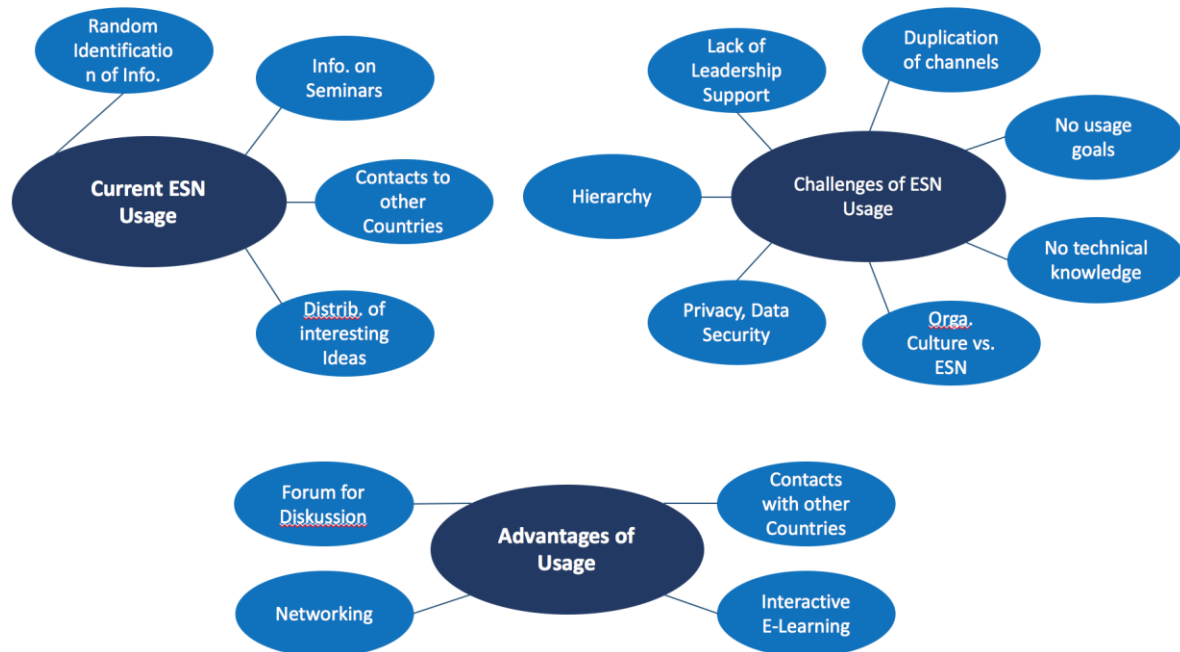 Random
Identificatio
n of Info.
Info. on
Seminars
Current ESN
Usage
Contacts to
other
Countries
Distrib. of
interesting
Ideas
Lack of
Leadership
Support
Duplication
of channels
No usage
goals
Hierarchy
Challenges of ESN
Usage
No technical
knowledge
Privacy, Data
Security
Orga.
Culture vs.
ESN
Forum for
Diskussion
Contacts
with other
Countries
Advantages of
Usage
Networking
Interactive
E-Learning